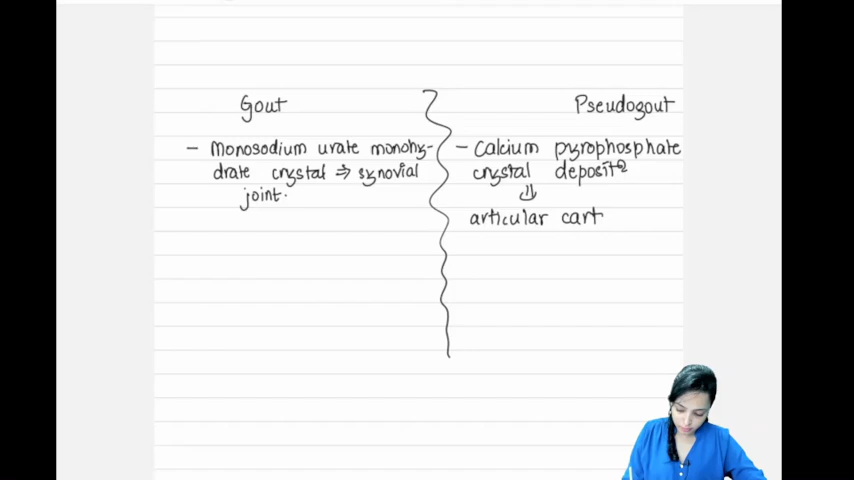 Gout
- Monosodium urate monohy-
drate crystal ⇒ synovial
joint.
Pseudogout
- Calcium pyrophosphate
crystal deposit
⇓
articular cart